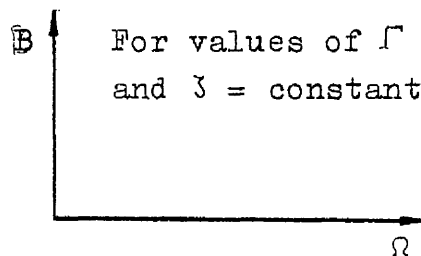 B
For values of Γ
and ζ = constant
Ω